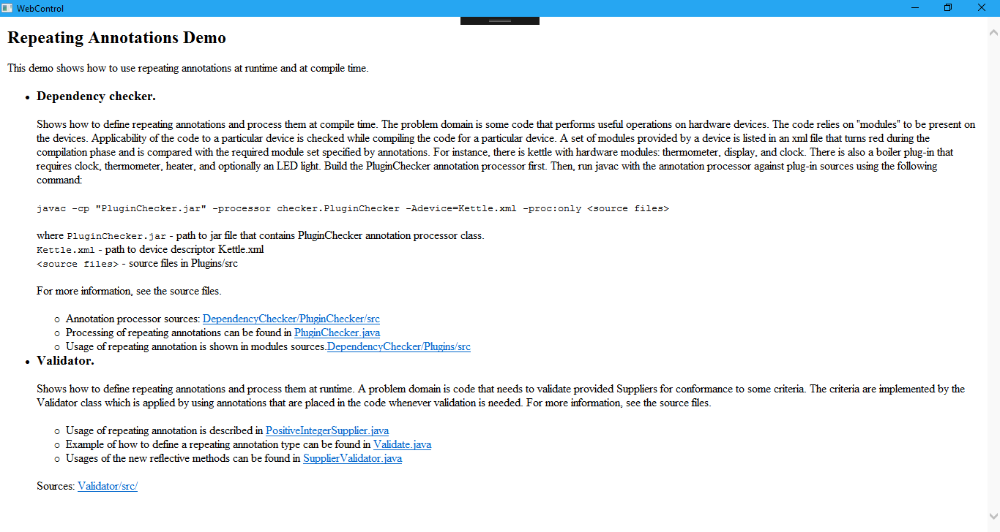 WebControl
Repeating Annotations Demo
This demo shows how to use repeating annotations at runtime and at compile time.
• Dependency checker.
Shows how to define repeating annotations and process them at compile time. The problem domain is some code that performs useful operations on hardware devices. The code relies on "modules" to be present on
the devices. Applicability of the code to a particular device is checked while compiling the code for a particular device. A set of modules provided by a device is listed in an xml file that turns red during the
compilation phase and is compared with the required module set specified by annotations. For instance, there is kettle with hardware modules: thermometer, display, and clock. There is also a boiler plug-in that
requires clock, thermometer, heater, and optionally an LED light. Build the PluginChecker annotation processor first. Then, run javac with the annotation processor against plug-in sources using the following
command:
javac -cp "PluginChecker.jar" -processor checker.PluginChecker -Adevice=Kettle.xml -proc:only <source files>
where PluginChecker.jar - path to jar file that contains PluginChecker annotation processor class.
Kettle.xml - path to device descriptor Kettle.xml
<source files> - source files in Plugins/src
For more information, see the source files.
○ Annotation processor sources: DependencyChecker/PluginChecker/src
○ Processing of repeating annotations can be found in PluginChecker.java
○ Usage of repeating annotation is shown in modules sources.DependencyChecker/Plugins/src
• Validator.
Shows how to define repeating annotations and process them at runtime. A problem domain is code that needs to validate provided Suppliers for conformance to some criteria. The criteria are implemented by the
Validator class which is applied by using annotations that are placed in the code whenever validation is needed. For more information, see the source files.
○ Usage of repeating annotation is described in PositiveIntegerSupplier.java
○ Example of how to define a repeating annotation type can be found in Validate.java
○ Usages of the new reflective methods can be found in SupplierValidator.java
Sources: Validator/src/